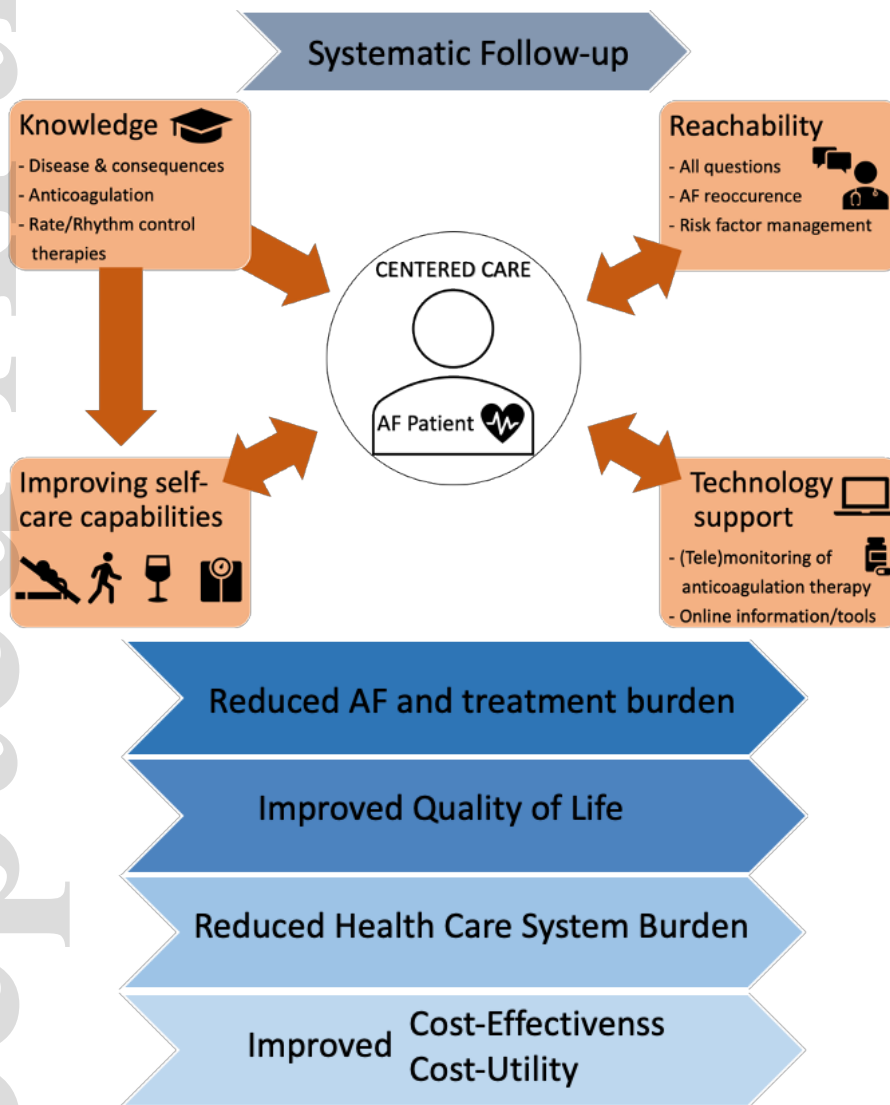 Systematic Follow-up
Knowledge
- Disease & consequences
- Anticoagulation
- Rate/Rhythm control
therapies
Reachability
- All questions
- AF reoccurence
- Risk factor management
CENTERED CARE
AF Patient
Improving self-
care capabilities
Technology
support
- (Tele)monitoring of
anticoagulation therapy
- Online information/tools
Reduced AF and treatment burden
Improved Quality of Life
Reduced Health Care System Burden
Improved
Cost-Effectivenss
Cost-Utility